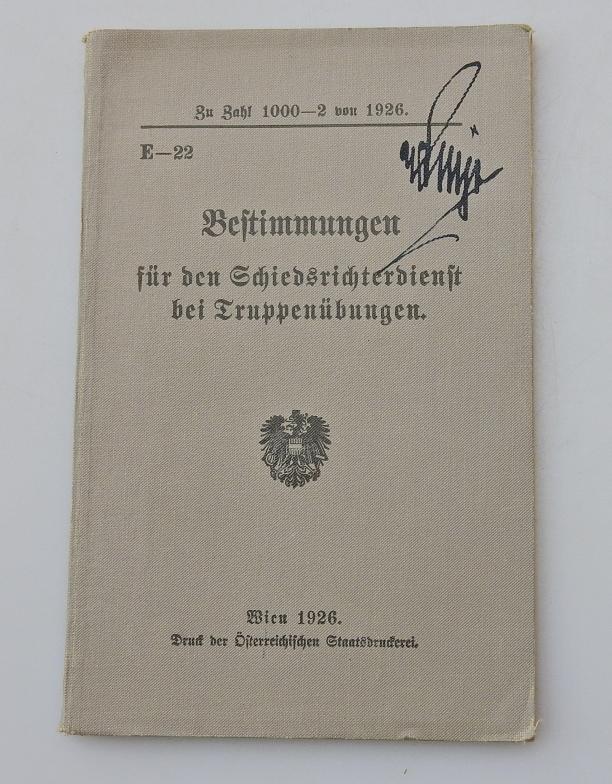 Zu Zahl 1000—2 von 1926.
E—22
Bestimmungen
für den Schiedsrichterdienst
bei Truppenübungen.
Wien 1926.
Druck der Österreichischen Staatsdruckerei.